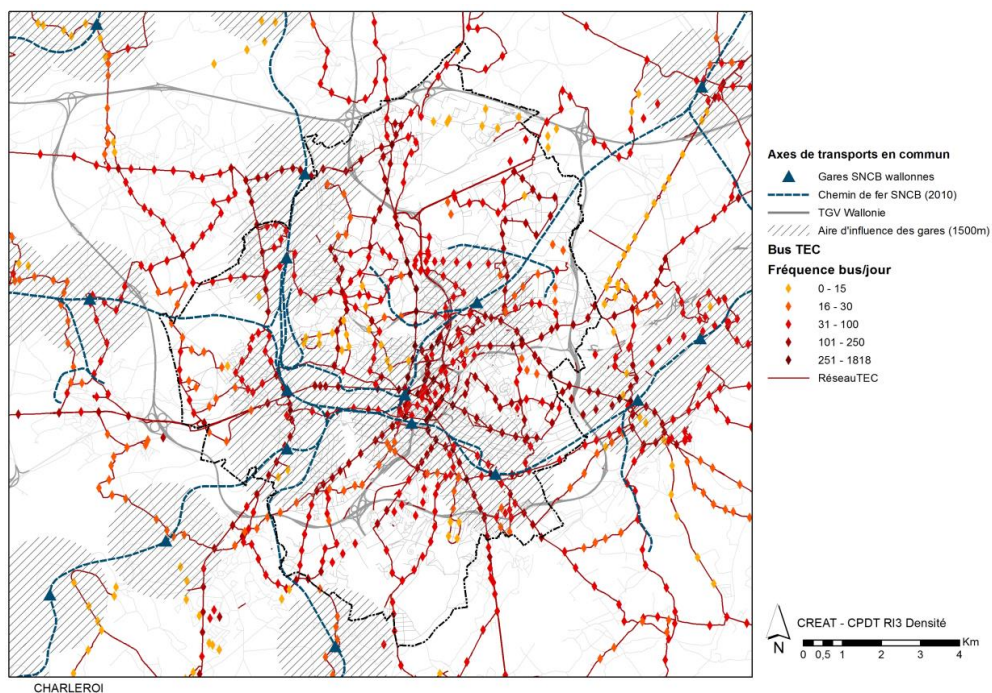 Axes de transports en commun
Gares SNCB wallonnes
Chemin de fer SNCB (2010)
TGV Wallonie
Aire d'influence des gares (1500m)
Bus TEC
Fréquence bus/jour
0 - 15
16 - 30
31 - 100
101 - 250
251 - 1818
RéseauTEC
CREAT - CPDT RI3 Densité
Km
N
0 0,5 1 2 3 4
CHARLEROI